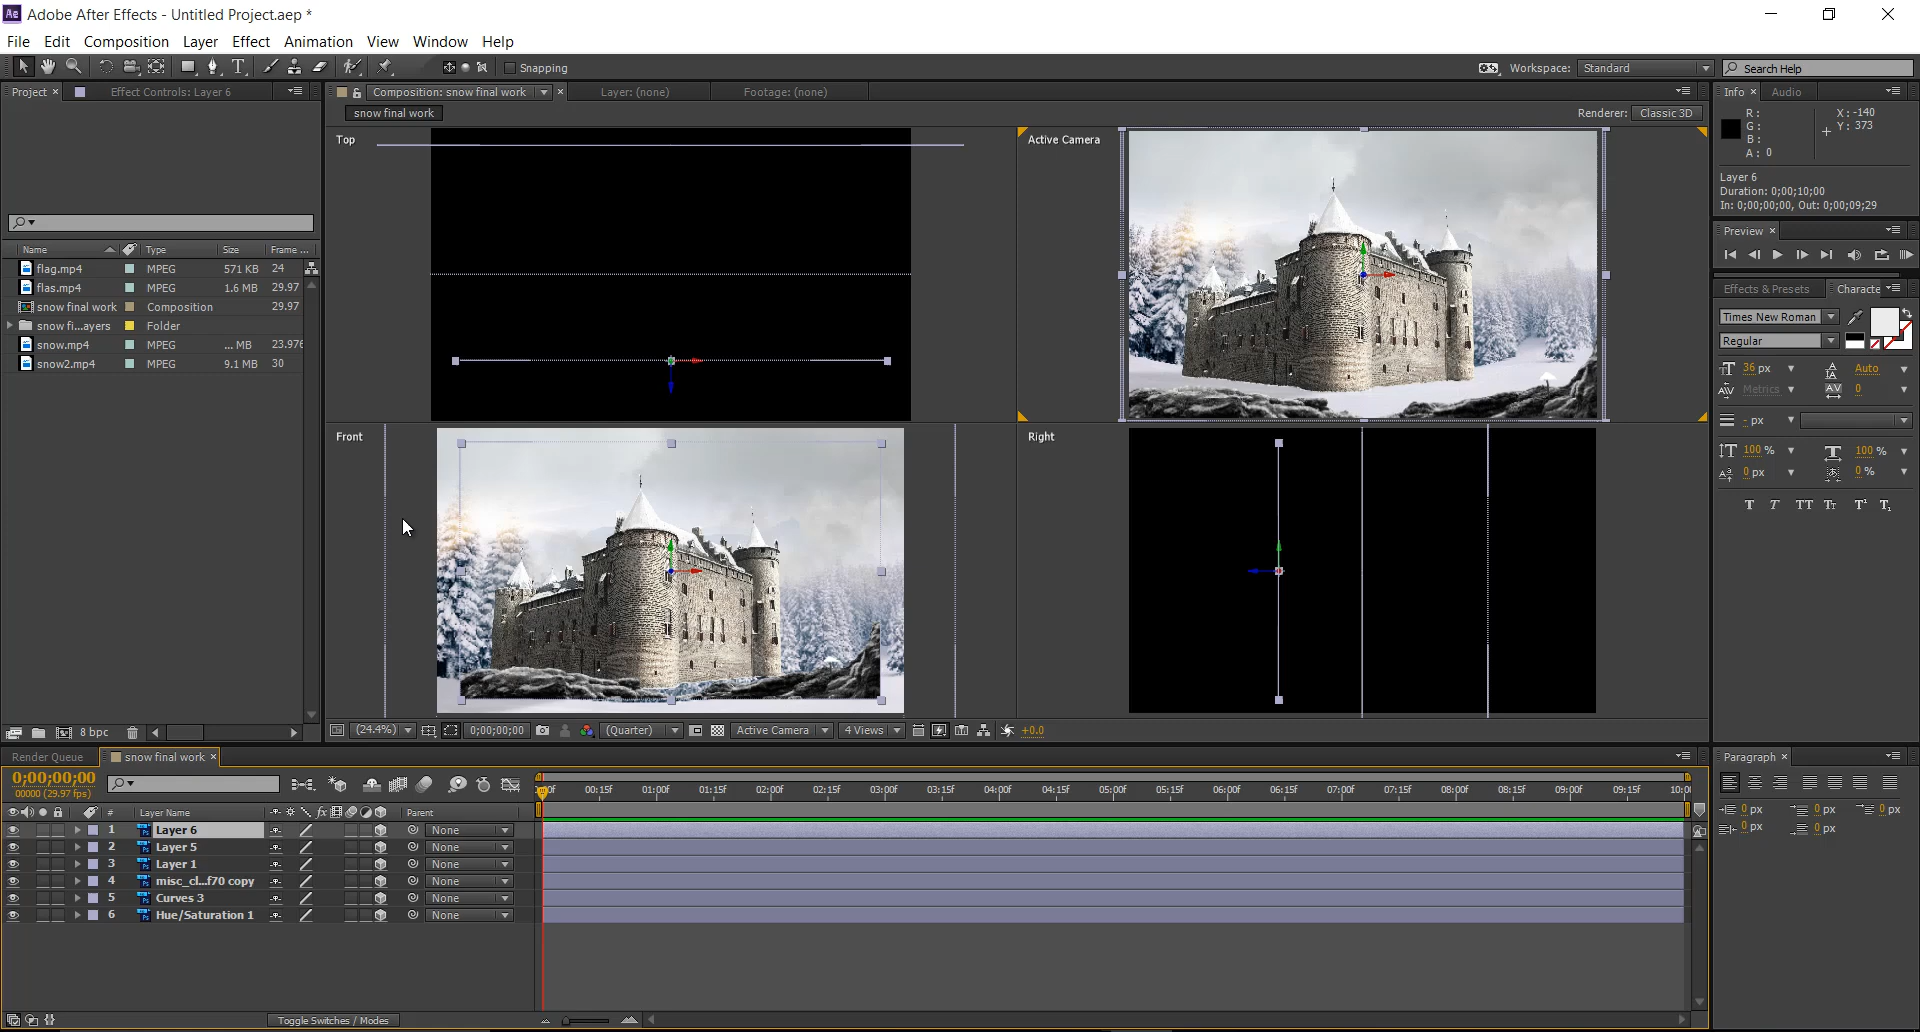 Adobe After Effects - Untitled Project.aep *
File Edit Composition Layer Effect Animation View Window Help
Snapping
Workspace: Standard
Search Help
Project
Effect Controls: Layer 6
Name Type Size Frame ...
flag.mp4 MPEG 571 KB 24
flas.mp4 MPEG 1.6 MB 29.97
snow final work Composition 29.97
snow fi...ayers Folder
snow.mp4 MPEG ... MB 23.976
snow2.mp4 MPEG 9.1 MB 30
8 bpc
Composition: snow final work
Layer: (none)
Footage: (none)
snow final work
Renderer: Classic 3D
Top
Active Camera
Front
Right
(24.4%) 0;00;00;00 (Quarter) Active Camera 4 Views +0.0
Info Audio
R: X: -140
G: Y: 373
B:
A: 0
Layer 6
Duration: 0;00;10;00
In: 0;00;00;00, Out: 0;00;09;29
Preview
Effects & Presets Characte
Times New Roman
Regular
36 px Auto
Metrics 0
- px
100 % 100 %
0 px 0 %
T T TT Tr T¹ T₁
Render Queue snow final work
0;00;00;00
00000 (29.97 fps)
00:15f 01:00f 01:15f 02:00f 02:15f 03:00f 03:15f 04:00f 04:15f 05:00f 05:15f 06:00f 06:15f 07:00f 07:15f 08:00f 08:15f 09:00f 09:15f 10:0
# Layer Name fx Parent
1 Layer 6 None
2 Layer 5 None
3 Layer 1 None
4 misc_cl...f70 copy None
5 Curves 3 None
6 Hue/Saturation 1 None
Toggle Switches / Modes
Paragraph
0 px 0 px 0 px
0 px 0 px